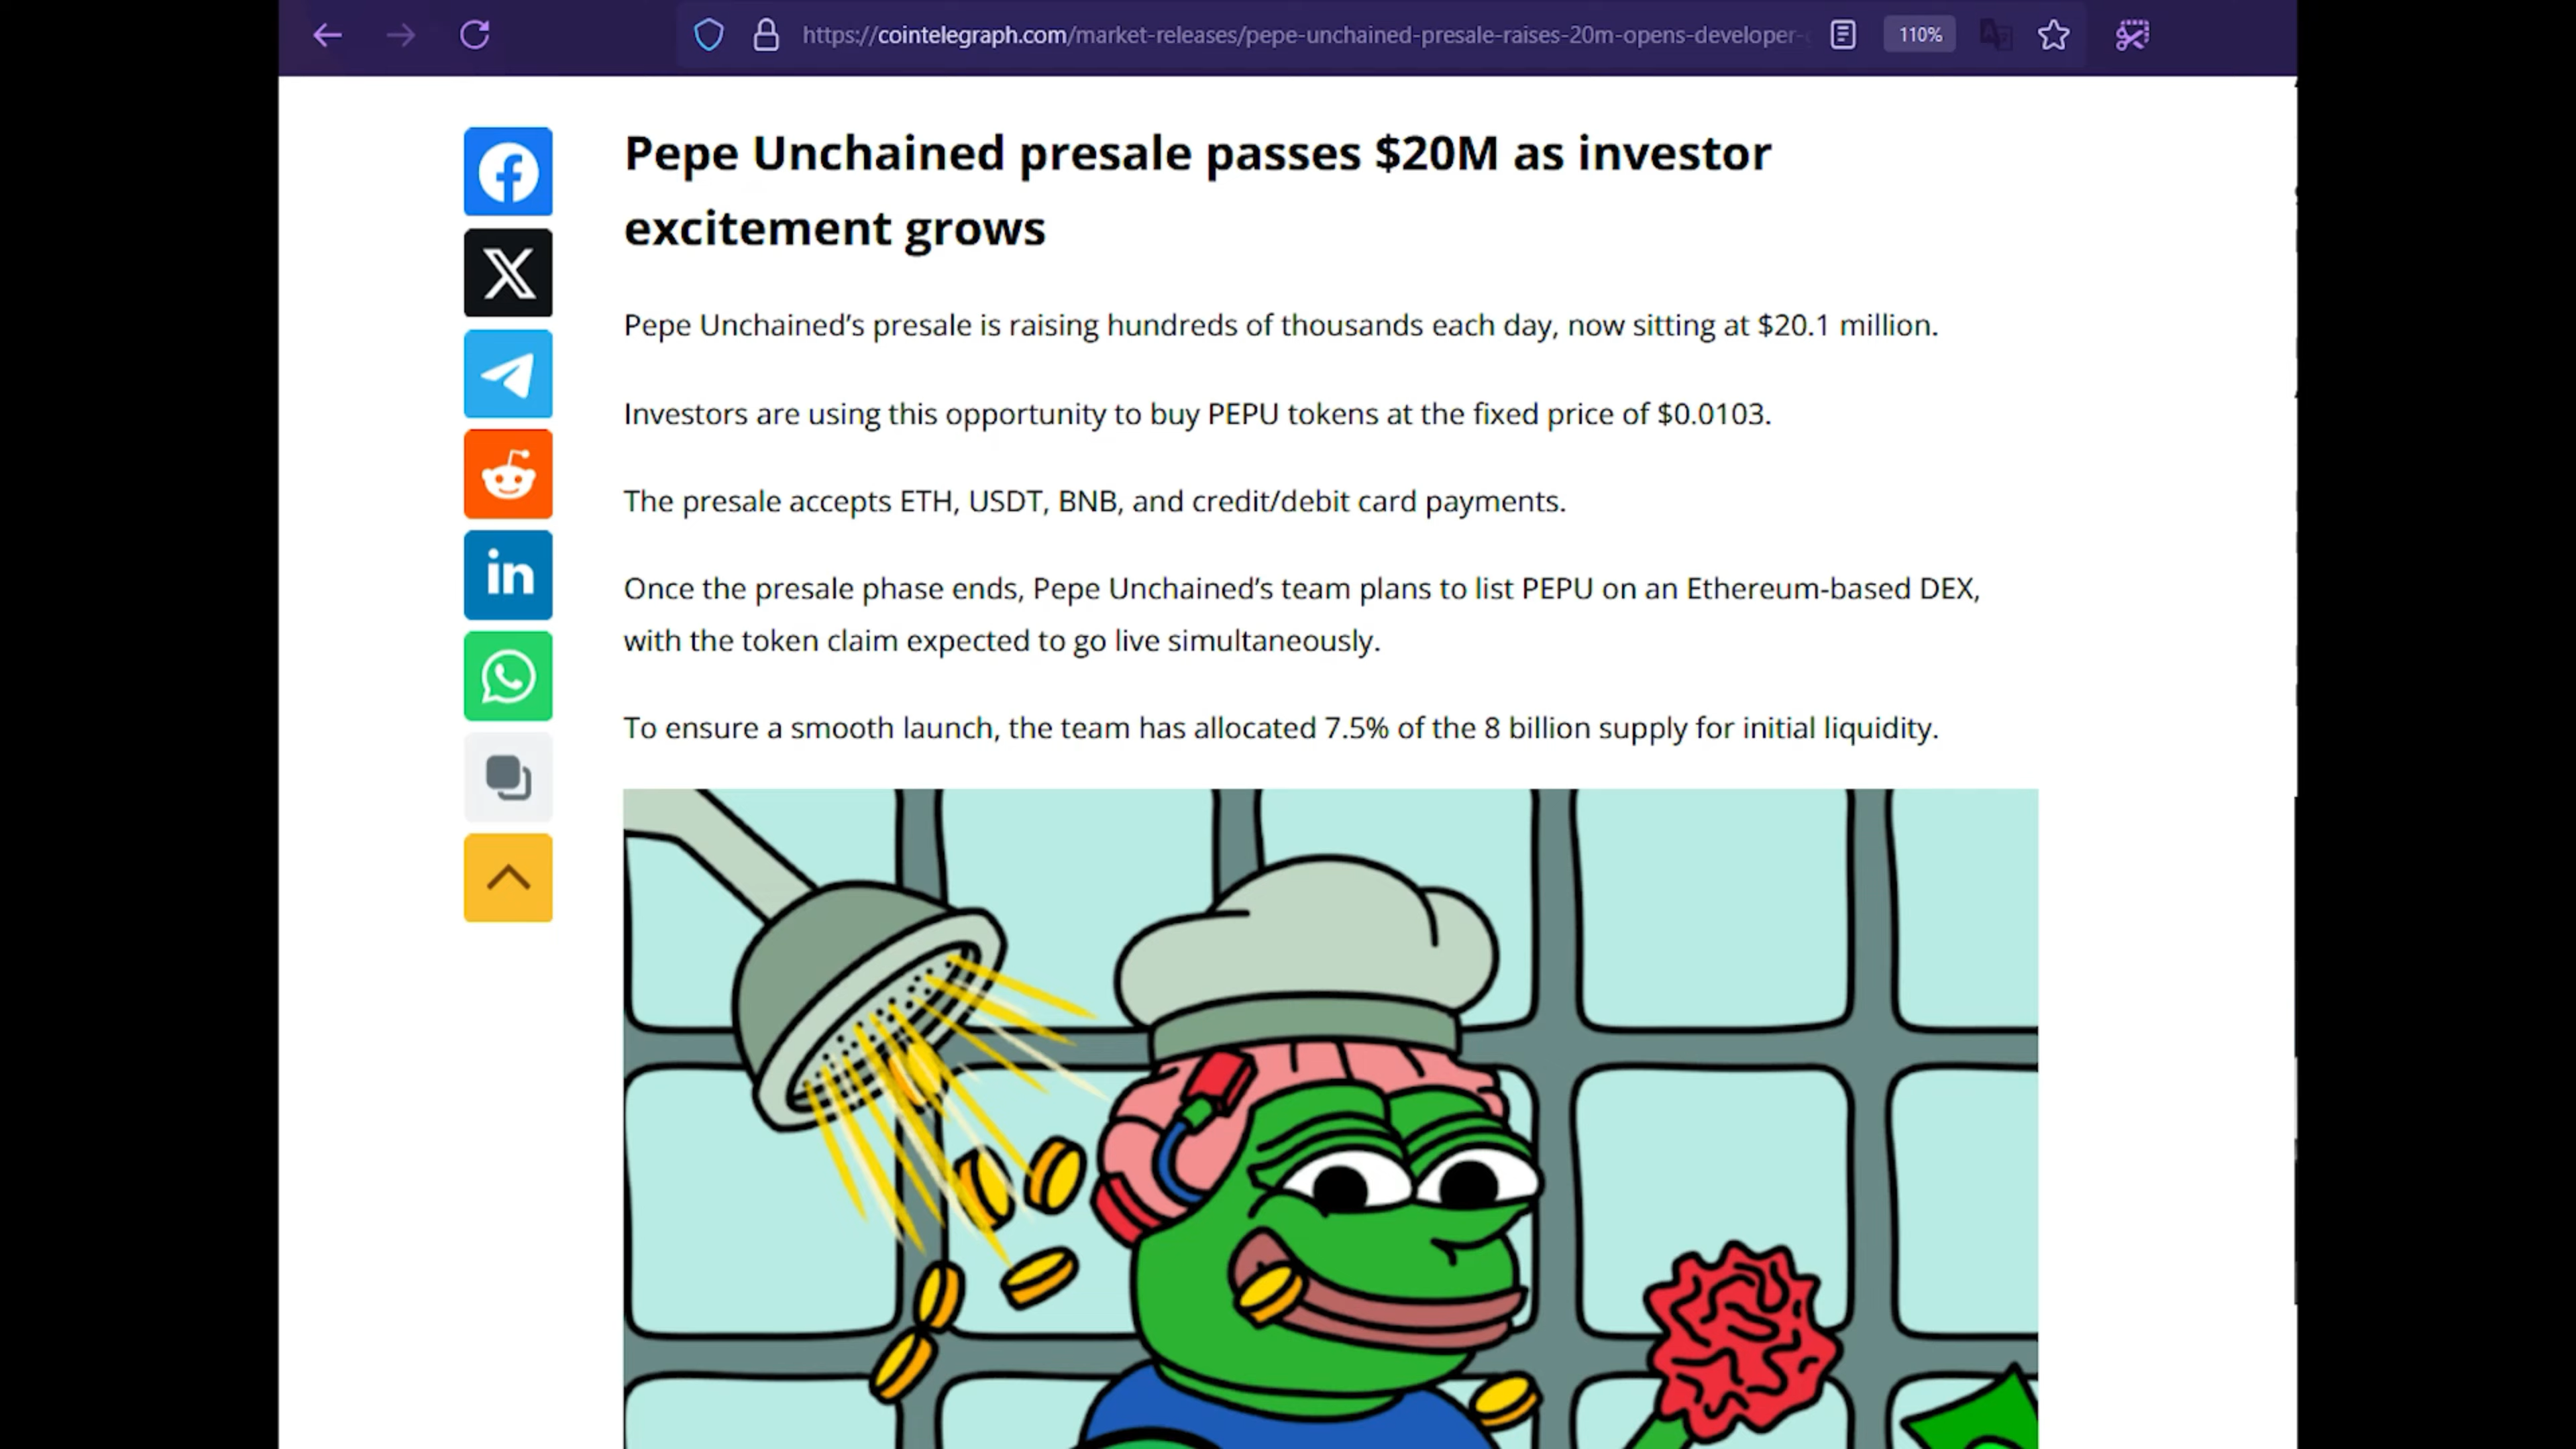 https://cointelegraph.com/market-releases/pepe-unchained-presale-raises-20m-opens-developer-
110%
Pepe Unchained presale passes $20M as investor
excitement grows
Pepe Unchained’s presale is raising hundreds of thousands each day, now sitting at $20.1 million.
Investors are using this opportunity to buy PEPU tokens at the fixed price of $0.0103.
The presale accepts ETH, USDT, BNB, and credit/debit card payments.
Once the presale phase ends, Pepe Unchained’s team plans to list PEPU on an Ethereum-based DEX,
with the token claim expected to go live simultaneously.
To ensure a smooth launch, the team has allocated 7.5% of the 8 billion supply for initial liquidity.
in